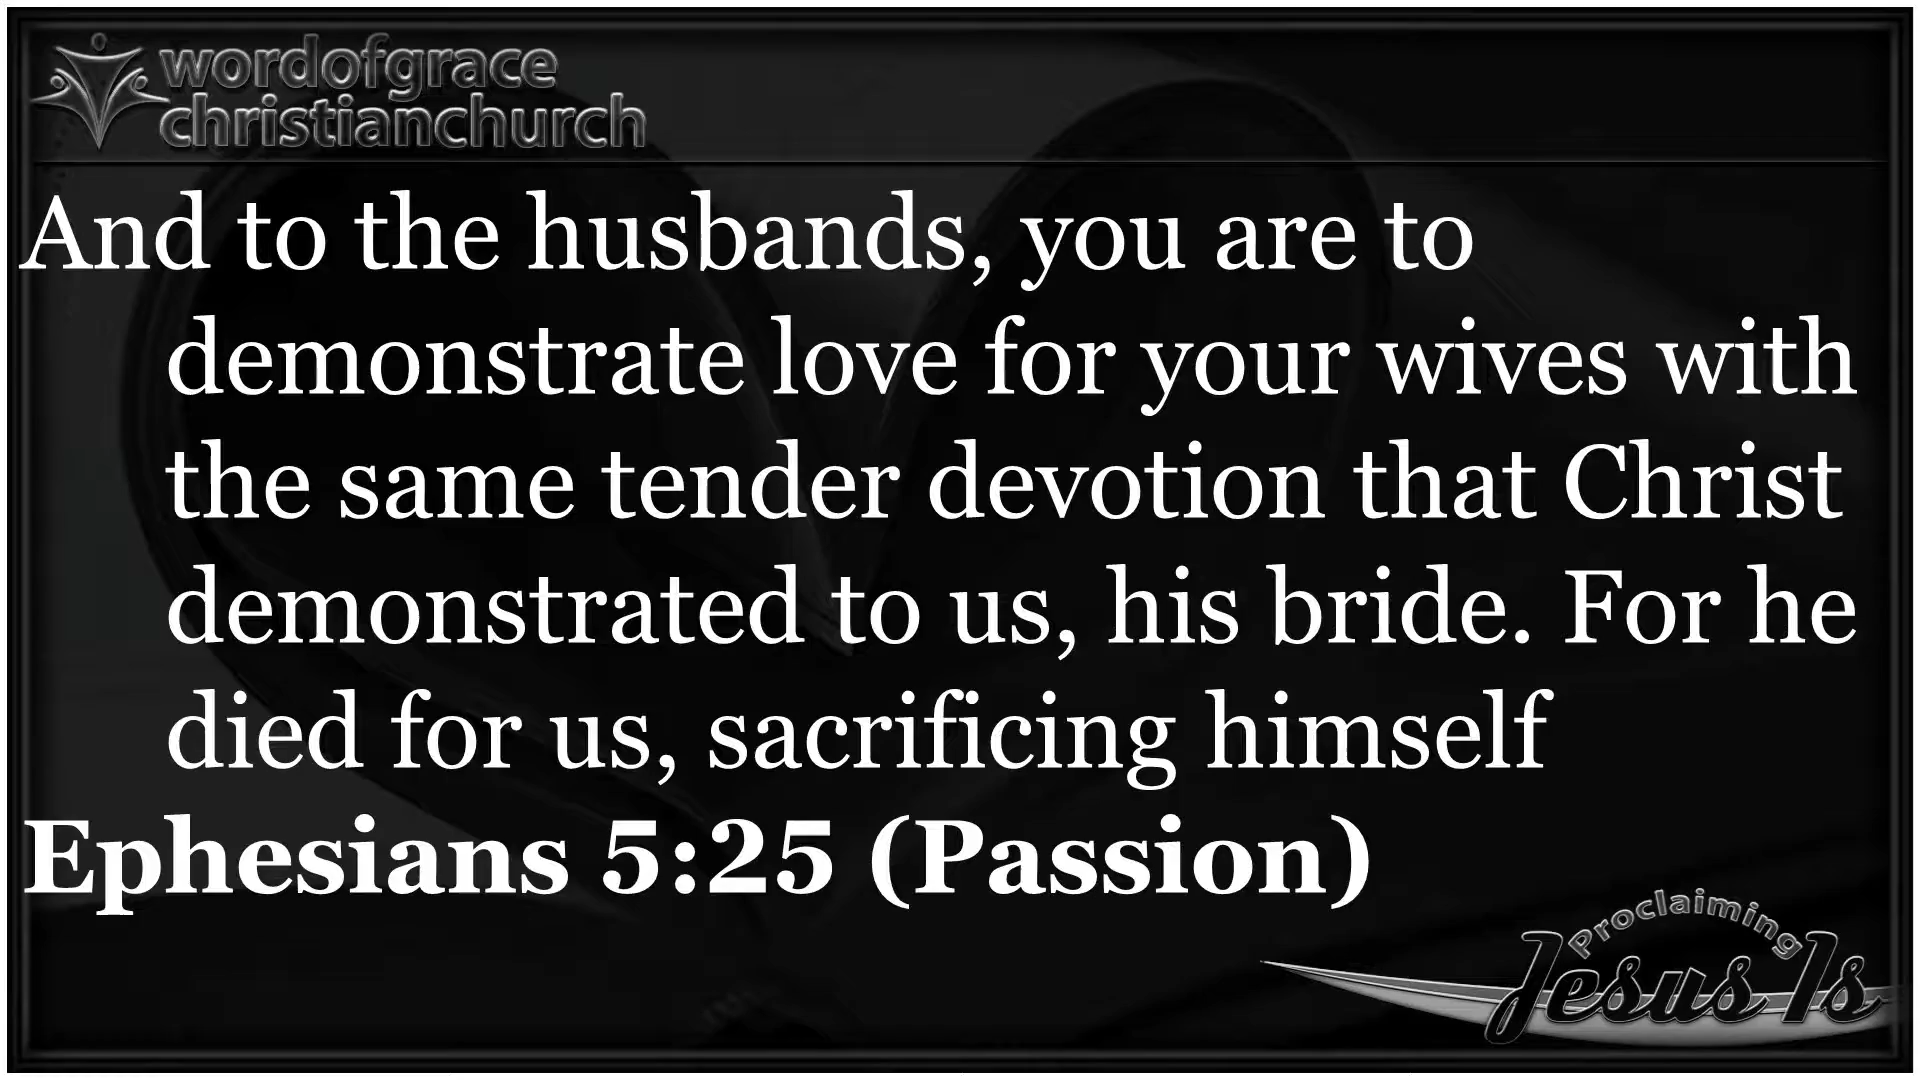 wordofgrace
christianchurch
And to the husbands, you are to
demonstrate love for your wives with
the same tender devotion that Christ
demonstrated to us, his bride. For he
died for us, sacrificing himself
Ephesians 5:25 (Passion)
Proclaiming
Jesus Is